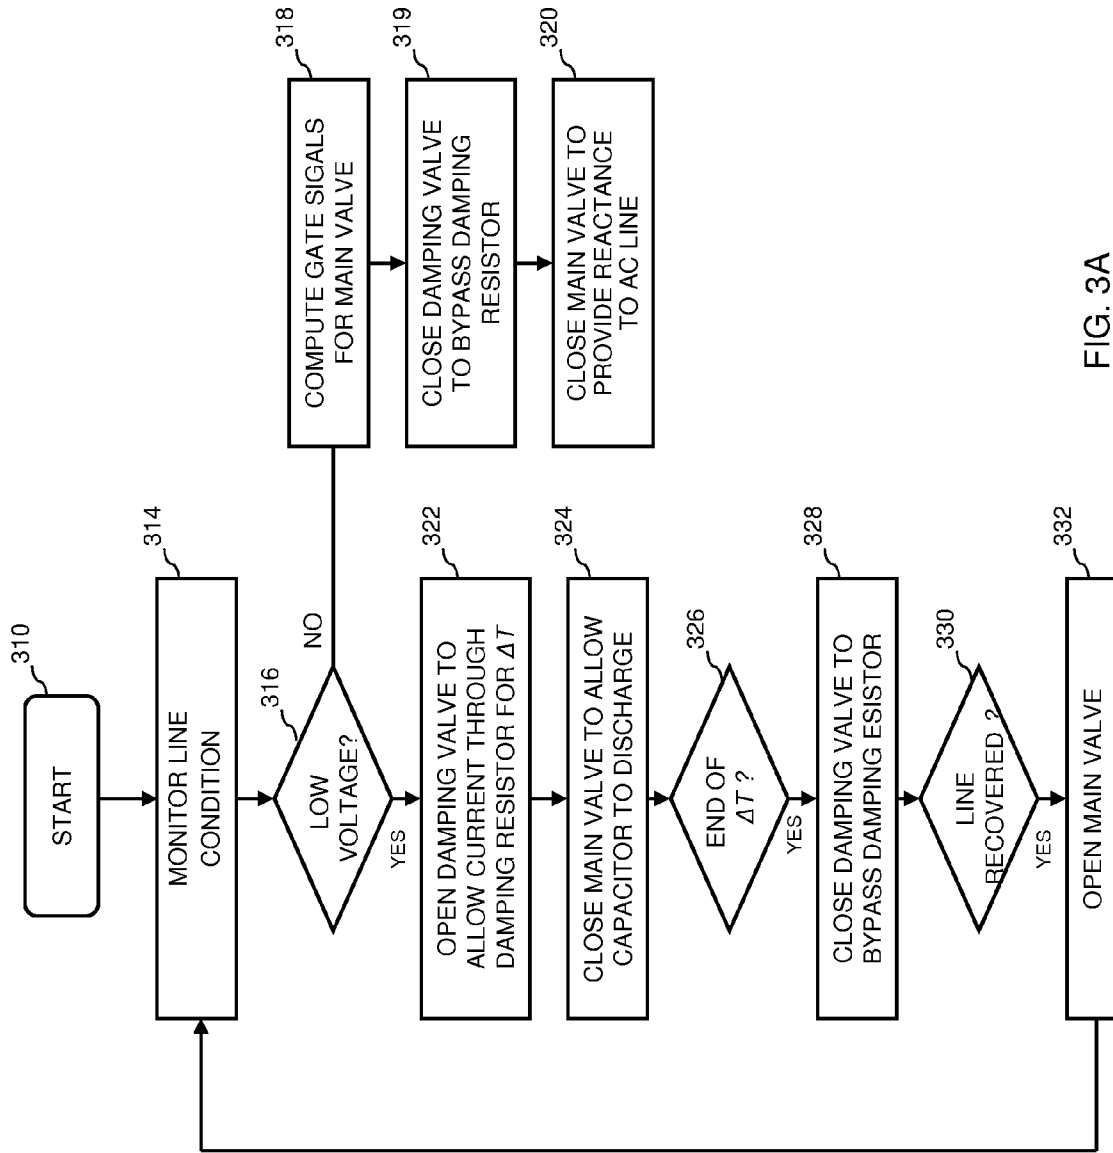 310
START
314
MONITOR LINE
CONDITION
316
LOW
VOLTAGE?
NO
YES
318
COMPUTE GATE SIGALS
FOR MAIN VALVE
319
CLOSE DAMPING VALVE
TO BYPASS DAMPING
RESISTOR
320
CLOSE MAIN VALVE TO
PROVIDE REACTANCE
TO AC LINE
322
OPEN DAMPING VALVE TO
ALLOW CURRENT THROUGH
DAMPING RESISTOR FOR ΔT
324
CLOSE MAIN VALVE TO ALLOW
CAPACITOR TO DISCHARGE
326
END OF
ΔT ?
YES
328
CLOSE DAMPING VALVE TO
BYPASS DAMPING ESISTOR
330
LINE
RECOVERED ?
YES
332
OPEN MAIN VALVE
FIG. 3A